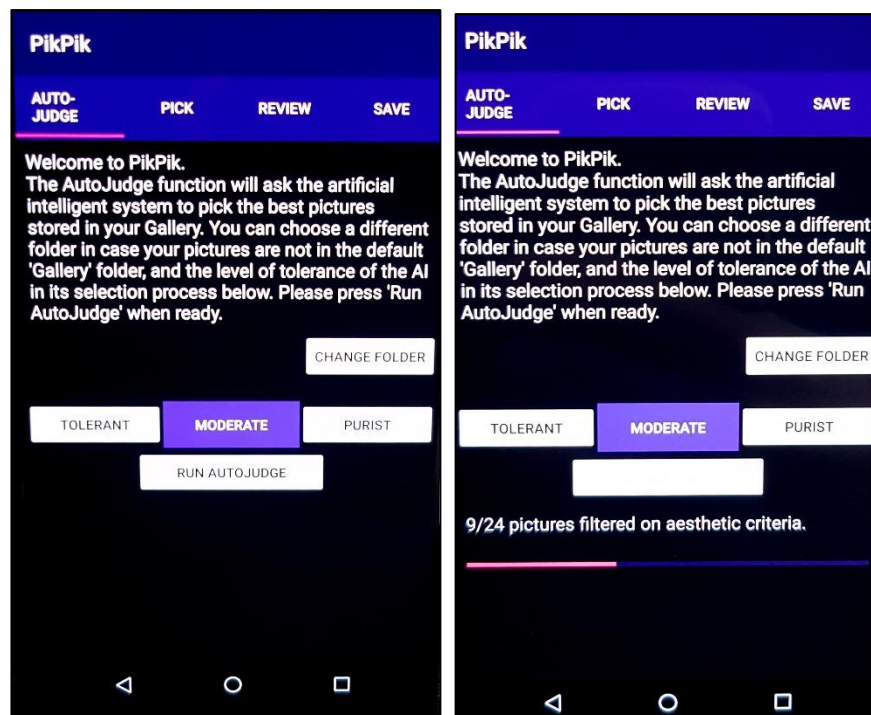 PikPik
AUTO-
JUDGE
PICK
REVIEW
SAVE
Welcome to PikPik.
The AutoJudge function will ask the artificial
intelligent system to pick the best pictures
stored in your Gallery. You can choose a different
folder in case your pictures are not in the default
'Gallery' folder, and the level of tolerance of the AI
in its selection process below. Please press 'Run
AutoJudge' when ready.
CHANGE FOLDER
TOLERANT
MODERATE
PURIST
RUN AUTOJUDGE
PikPik
AUTO-
JUDGE
PICK
REVIEW
SAVE
Welcome to PikPik.
The AutoJudge function will ask the artificial
intelligent system to pick the best pictures
stored in your Gallery. You can choose a different
folder in case your pictures are not in the default
'Gallery' folder, and the level of tolerance of the AI
in its selection process below. Please press 'Run
AutoJudge' when ready.
CHANGE FOLDER
TOLERANT
MODERATE
PURIST
9/24 pictures filtered on aesthetic criteria.